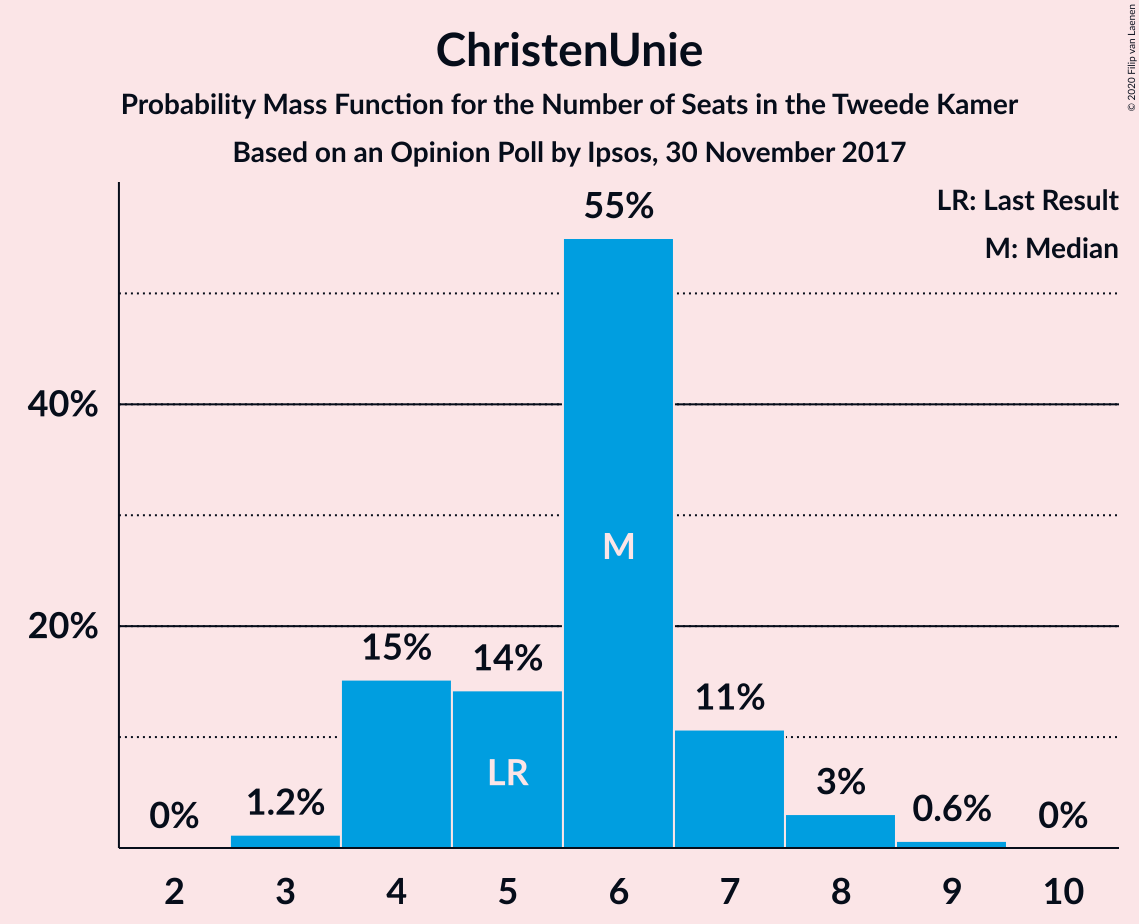 © 2020 Filip van Laenen
ChristenUnie
Probability Mass Function for the Number of Seats in the Tweede Kamer
Based on an Opinion Poll by Ipsos, 30 November 2017
LR: Last Result
M: Median
55%
40%
M
20%
15%
14%
11%
LR
3%
1.2%
0.6%
0%
0%
2 3 4 5 6 7 8 9 10